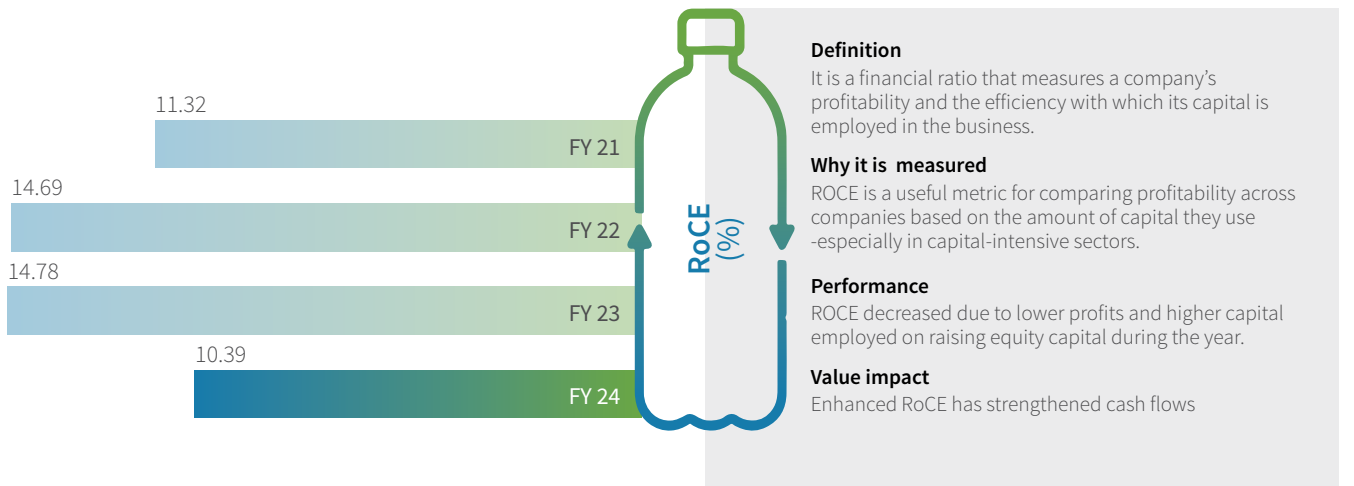 11.32
FY 21
14.69
FY 22
14.78
FY 23
10.39
FY 24
RoCE
(%)
Definition
It is a financial ratio that measures a company’s
profitability and the efficiency with which its capital is
employed in the business.
Why it is  measured
ROCE is a useful metric for comparing profitability across
companies based on the amount of capital they use
-especially in capital-intensive sectors.
Performance
ROCE decreased due to lower profits and higher capital
employed on raising equity capital during the year.
Value impact
Enhanced RoCE has strengthened cash flows